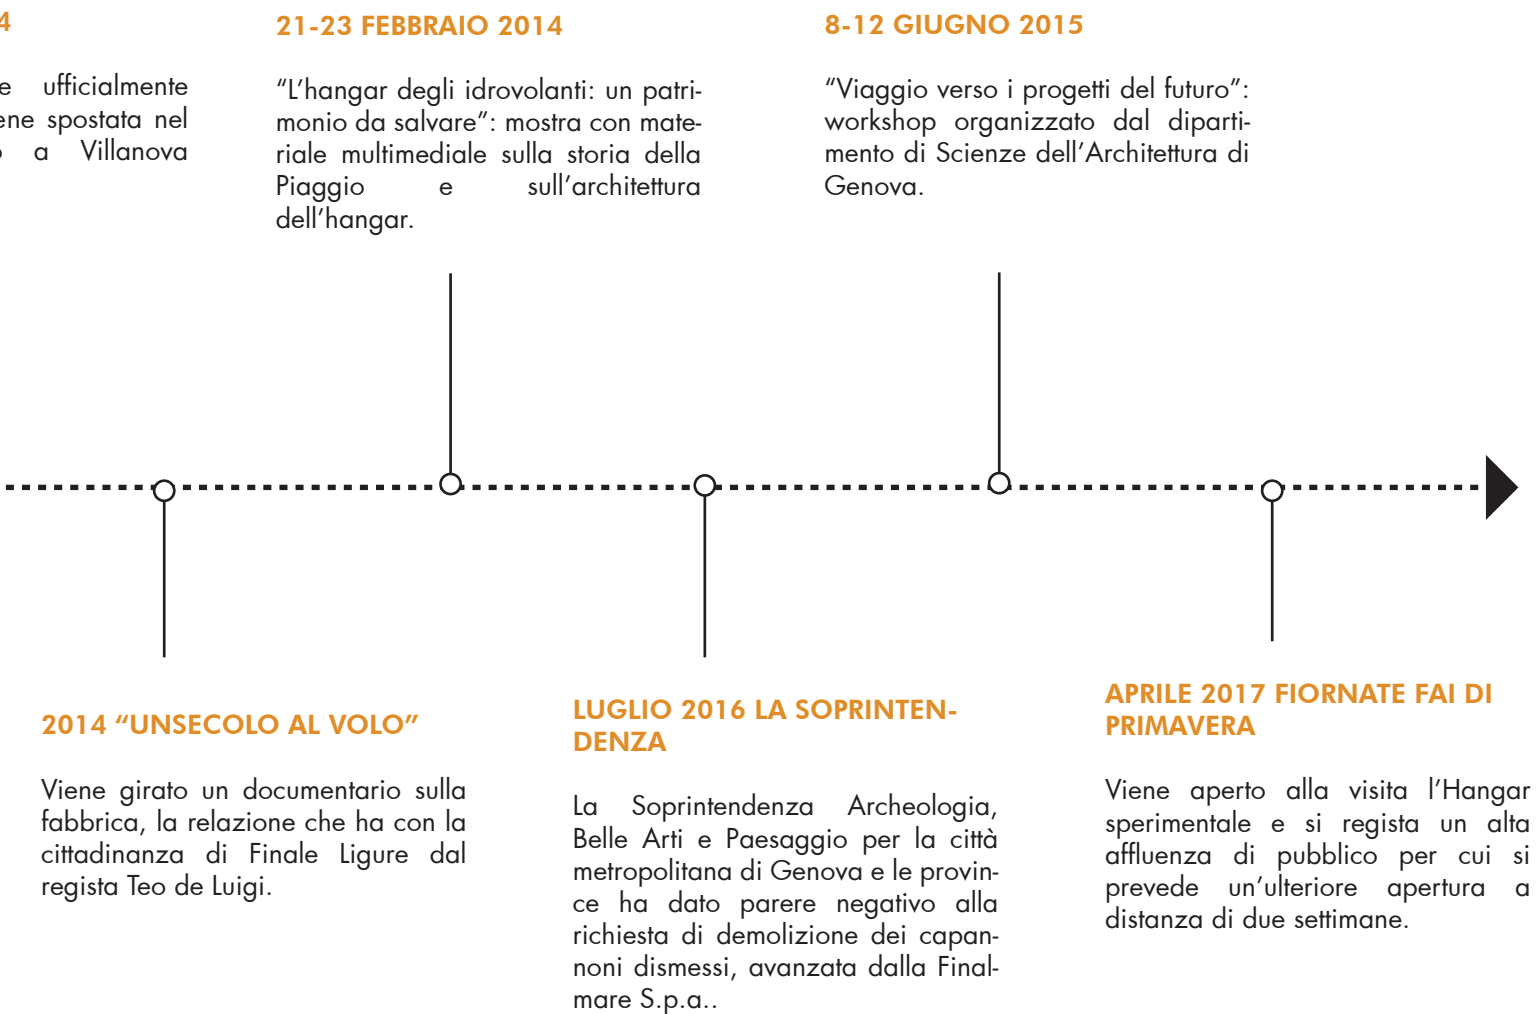 4
e ufficialmente
ene spostata nel
a Villanova
21-23 FEBBRAIO 2014
“L’hangar degli idrovolanti: un patri-
monio da salvare”: mostra con mate-
riale multimediale sulla storia della
Piaggio e sull’architettura
dell’hangar.
8-12 GIUGNO 2015
“Viaggio verso i progetti del futuro”:
workshop organizzato dal diparti-
mento di Scienze dell’Architettura di
Genova.
2014 “UNSECOLO AL VOLO”
Viene girato un documentario sulla
fabbrica, la relazione che ha con la
cittadinanza di Finale Ligure dal
regista Teo de Luigi.
LUGLIO 2016 LA SOPRINTEN-
DENZA
La Soprintendenza Archeologia,
Belle Arti e Paesaggio per la città
metropolitana di Genova e le provin-
ce ha dato parere negativo alla
richiesta di demolizione dei capan-
noni dismessi, avanzata dalla Final-
mare S.p.a..
APRILE 2017 FIORNATE FAI DI
PRIMAVERA
Viene aperto alla visita l’Hangar
sperimentale e si regista un alta
affluenza di pubblico per cui si
prevede un’ulteriore apertura a
distanza di due settimane.